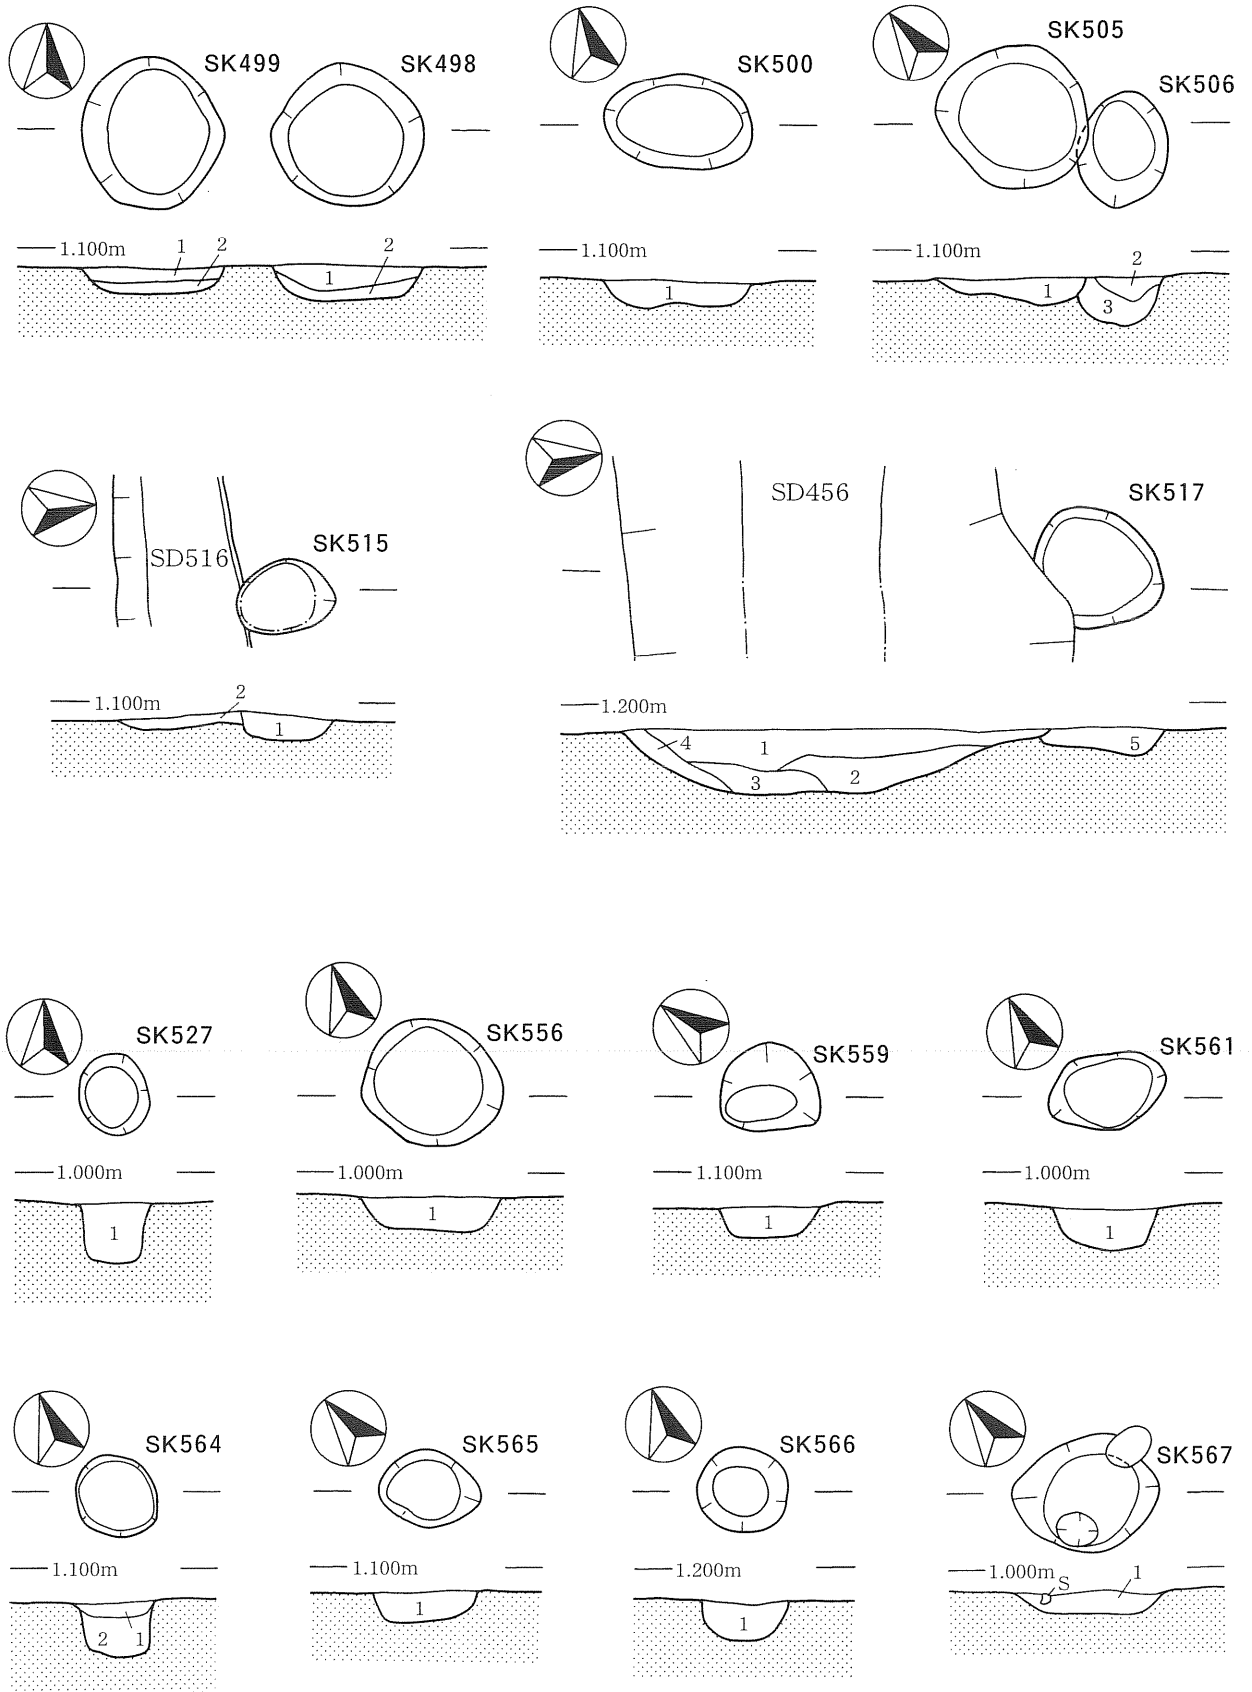 SK499
SK498
SK500
SK505
SK506
1.100m 1 2 1 2
1.100m 1
1.100m 1 2 3
SD516
SK515
SD456
SK517
1.100m 2 1
1.200m 4 1 3 2 5
SK527
SK556
SK559
SK561
1.000m 1
1.000m 1
1.100m 1
1.000m 1
SK564
SK565
SK566
SK567
1.100m 2 1
1.100m 1
1.200m 1
1.000m S 1